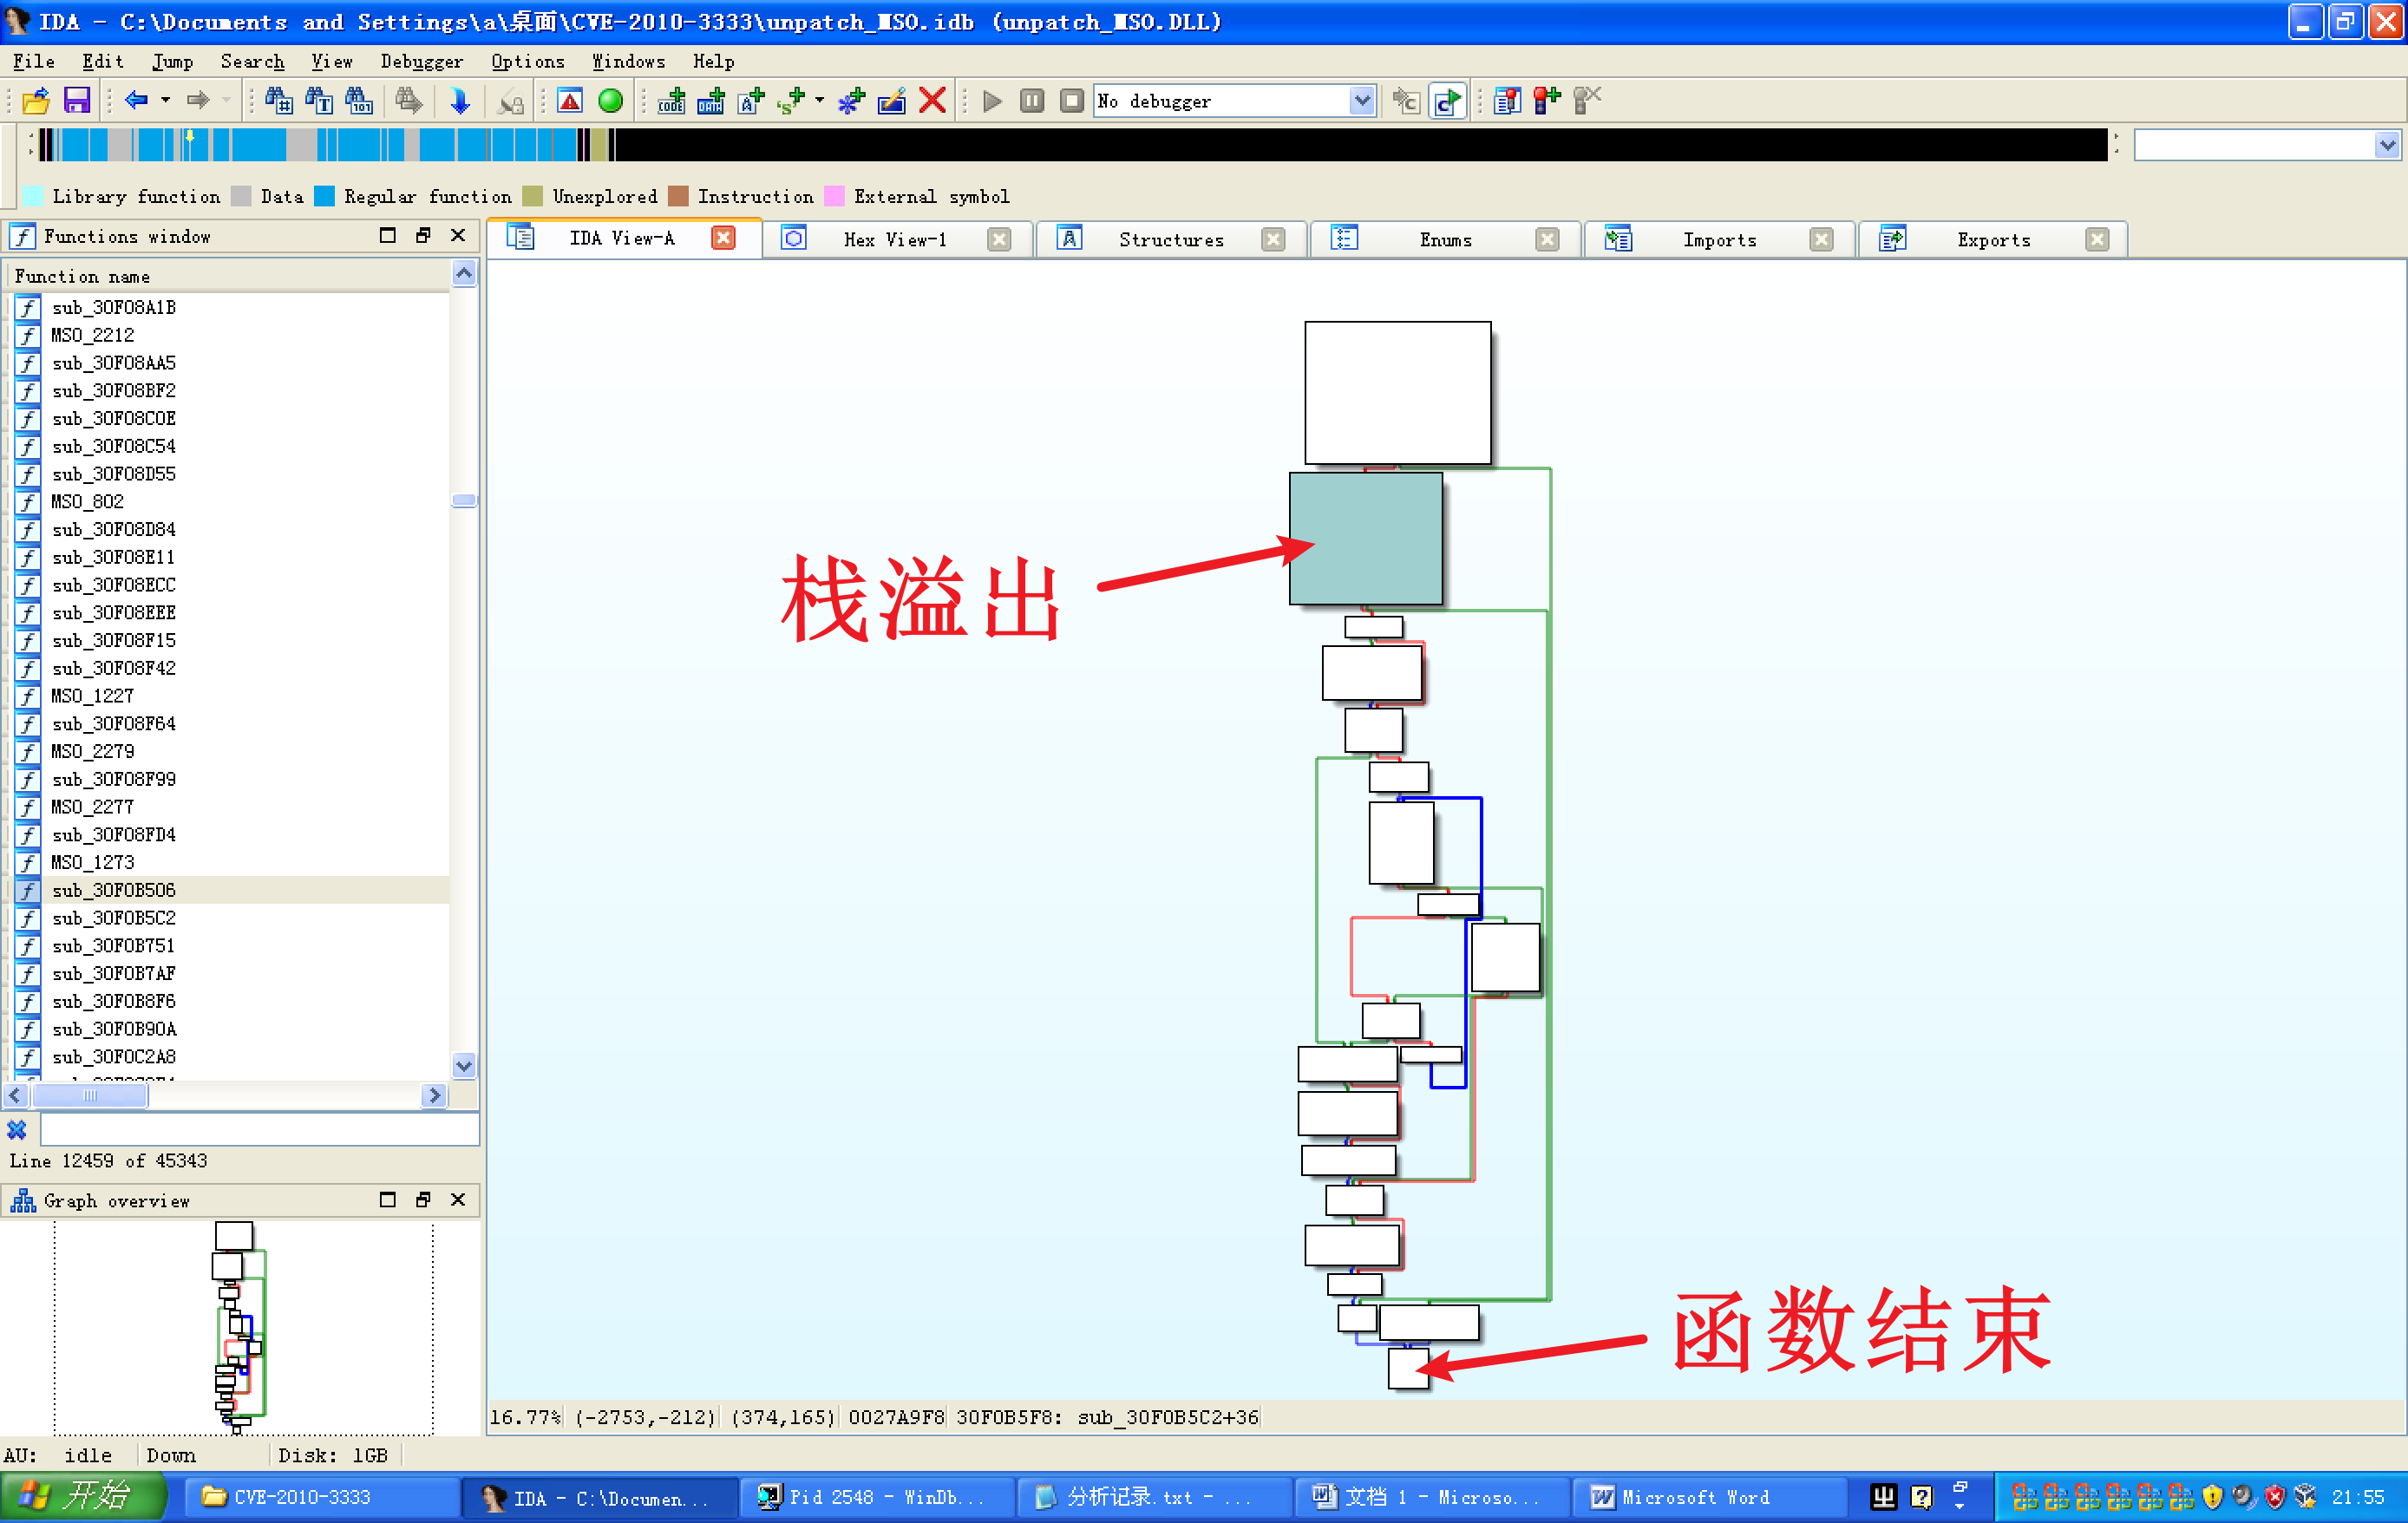 IDA - C:\Documents and Settings\a\桌面\CVE-2010-3333\unpatch_MSO.idb (unpatch_MSO.DLL)
File Edit Jump Search View Debugger Options Windows Help
No debugger
Library function Data Regular function Unexplored Instruction External symbol
Functions window
IDA View-A Hex View-1 Structures Enums Imports Exports
Function name
sub_30F08A1B
MSO_2212
sub_30F08AA5
sub_30F08BF2
sub_30F08C0E
sub_30F08C54
sub_30F08D55
MSO_802
sub_30F08D84
sub_30F08E11
sub_30F08ECC
sub_30F08EEE
sub_30F08F15
sub_30F08F42
MSO_1227
sub_30F08F64
MSO_2279
sub_30F08F99
MSO_2277
sub_30F08FD4
MSO_1273
sub_30F0B506
sub_30F0B5C2
sub_30F0B751
sub_30F0B7AF
sub_30F0B8F6
sub_30F0B90A
sub_30F0C2A8
Line 12459 of 45343
Graph overview
栈溢出
函数结束
16.77% (-2753,-212) (374,165) 0027A9F8 30F0B5F8: sub_30F0B5C2+36
AU: idle Down Disk: 1GB
开始 CVE-2010-3333 IDA - C:\Documen... Pid 2548 - WinDb... 分析记录.txt - ... 文档 1 - Microso... Microsoft Word 21:55